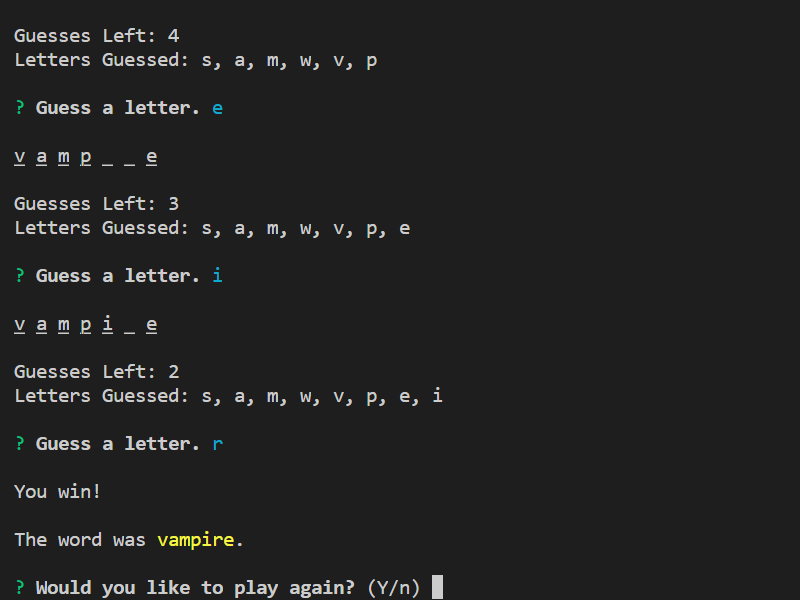 Guesses Left: 4
Letters Guessed: s, a, m, w, v, p
? Guess a letter. e
v a m p _ _ e
Guesses Left: 3
Letters Guessed: s, a, m, w, v, p, e
? Guess a letter. i
v a m p i _ e
Guesses Left: 2
Letters Guessed: s, a, m, w, v, p, e, i
? Guess a letter. r
You win!
The word was vampire.
? Would you like to play again? (Y/n)